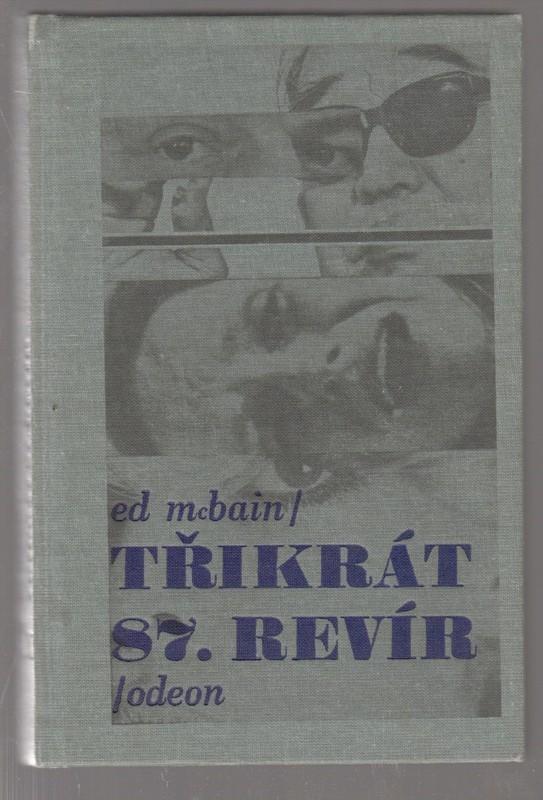 ed mcbain/
TŘIKRÁT
87. REVÍR
/odeon